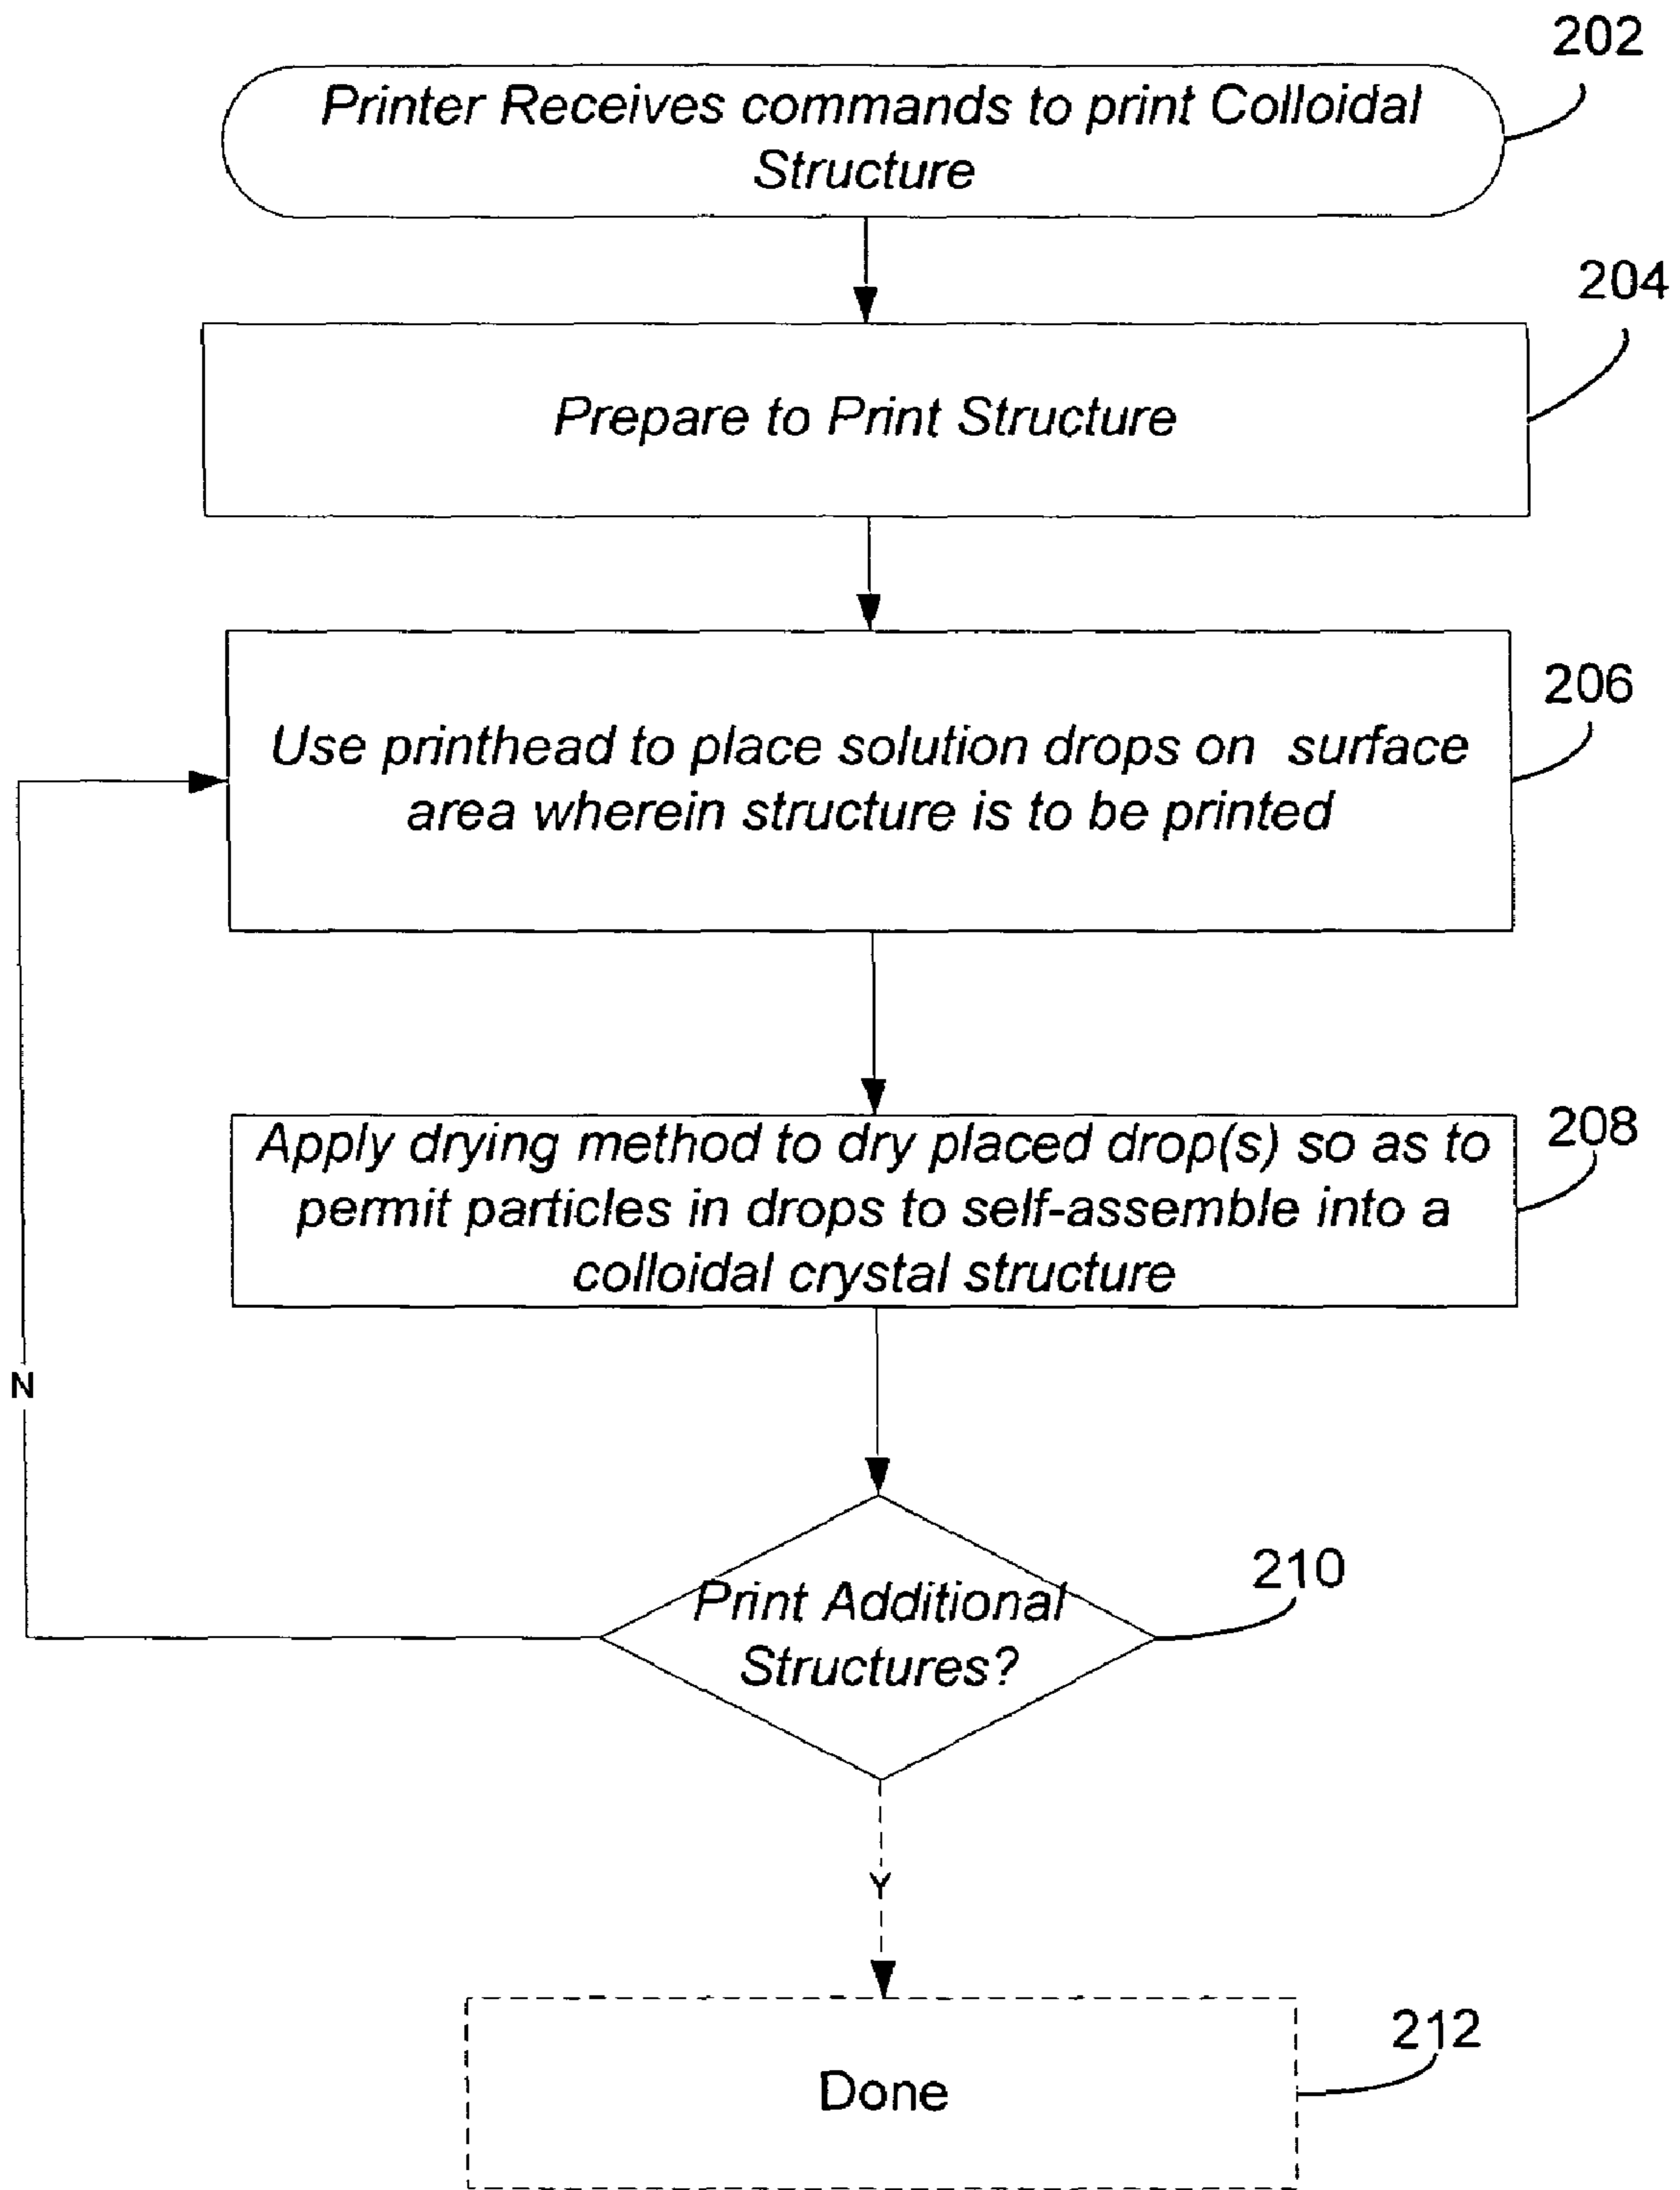 202
Printer Receives commands to print Colloidal
Structure
204
Prepare to Print Structure
206
Use printhead to place solution drops on surface
area wherein structure is to be printed
208
Apply drying method to dry placed drop(s) so as to
permit particles in drops to self-assemble into a
colloidal crystal structure
N
210
Print Additional
Structures?
Y
212
Done